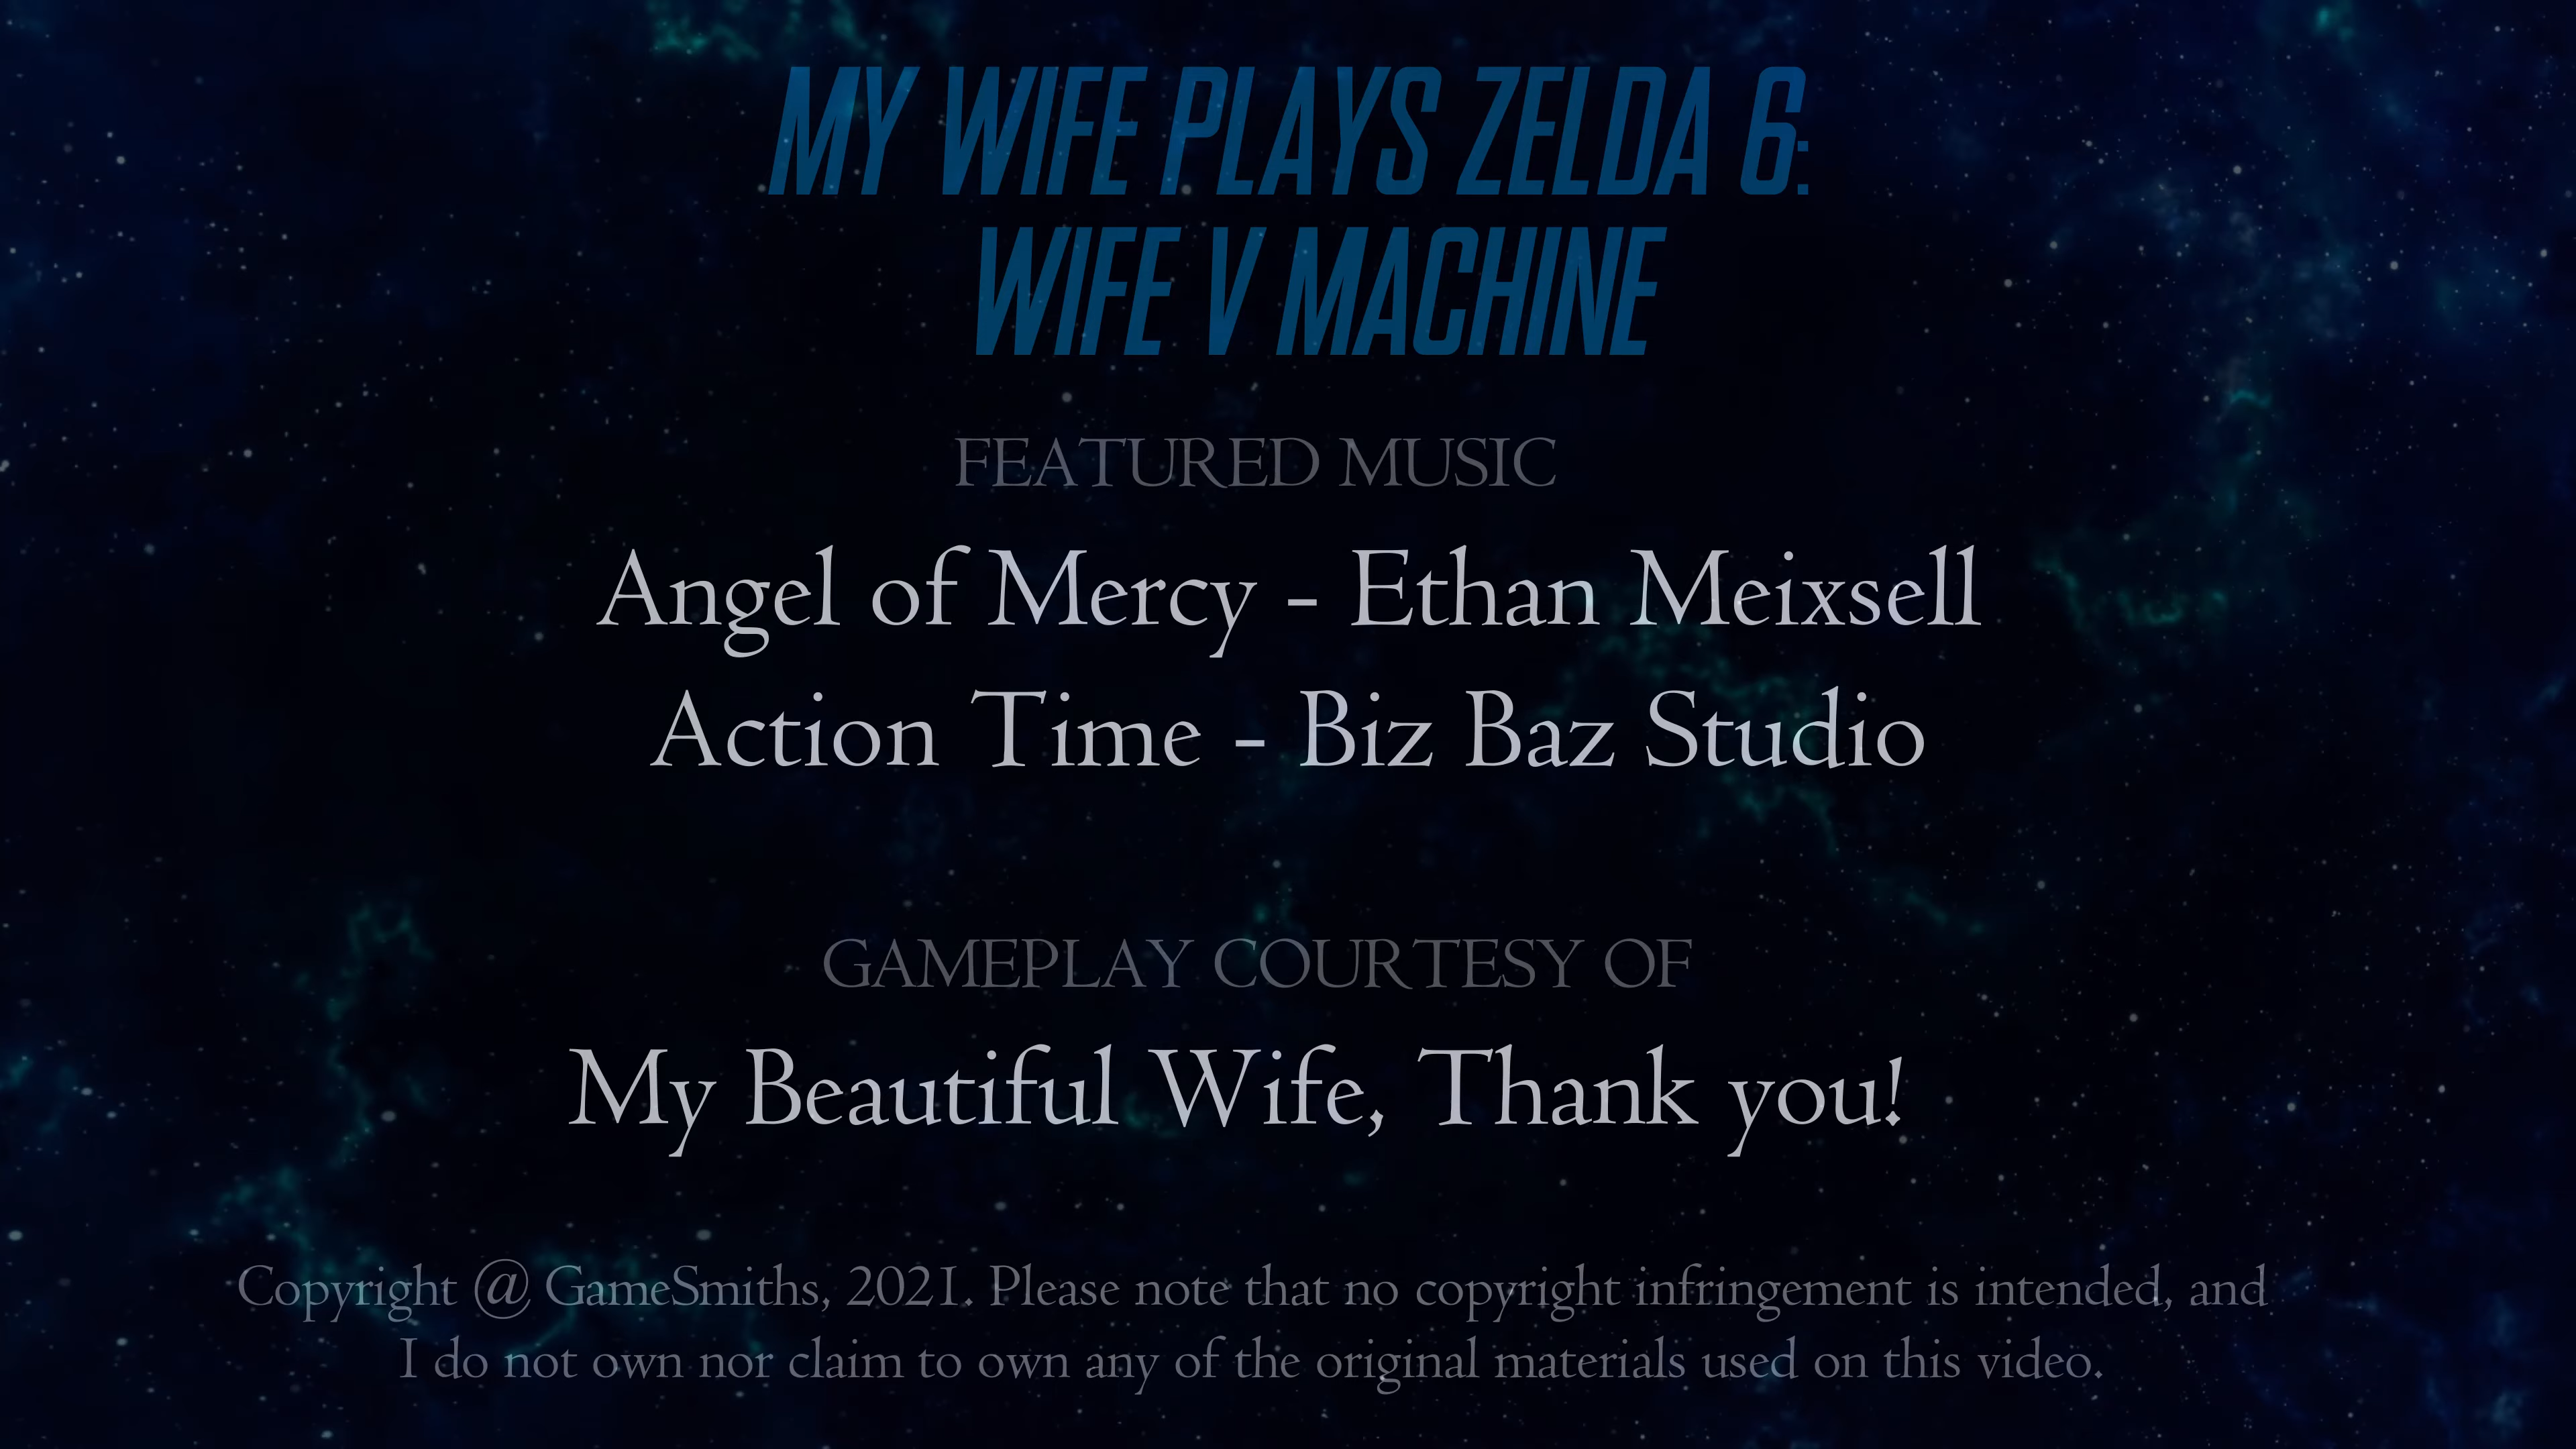 MY WIFE PLAYS ZELDA 6:
WIFE V MACHINE
FEATURED MUSIC
Angel of Mercy - Ethan Meixsell
Action Time - Biz Baz Studio
GAMEPLAY COURTESY OF
My Beautiful Wife, Thank you!
Copyright @ GameSmiths, 2021. Please note that no copyright infringement is intended, and
I do not own nor claim to own any of the original materials used on this video.